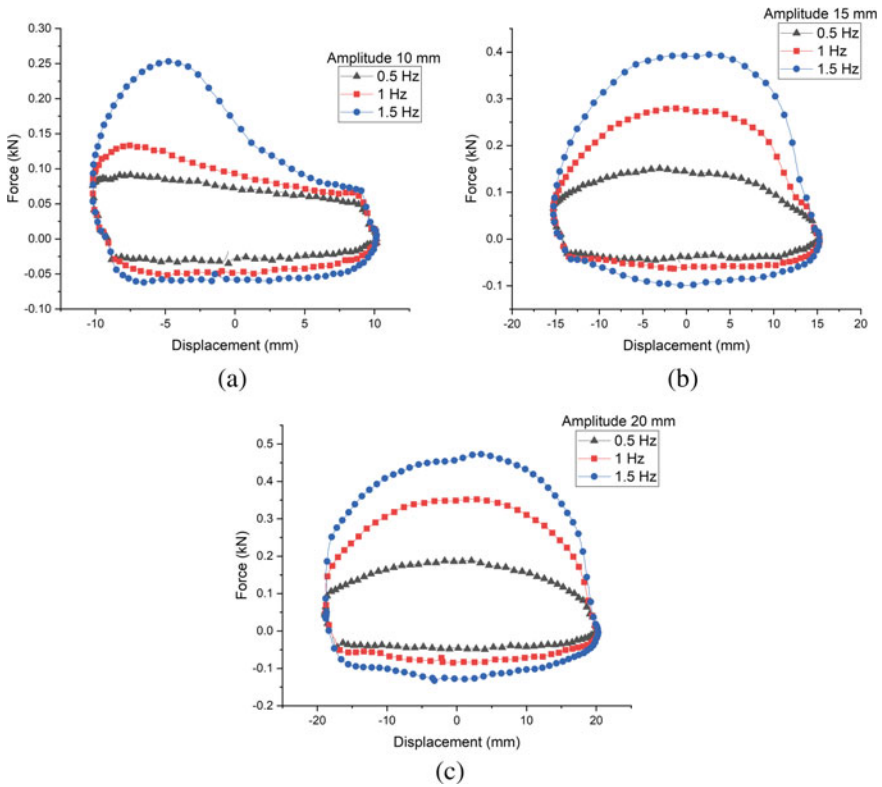 Amplitude 10 mm
0.5 Hz
1 Hz
1.5 Hz
0.30
0.25
0.20
0.15
0.10
0.05
0.00
-0.05
-0.10
Force (kN)
-10 -5 0 5 10
Displacement (mm)
(a)
Amplitude 15 mm
0.5 Hz
1 Hz
1.5 Hz
0.4
0.3
0.2
0.1
0.0
-0.1
Force (kN)
-20 -15 -10 -5 0 5 10 15 20
Displacement (mm)
(b)
Amplitude 20 mm
0.5 Hz
1 Hz
1.5 Hz
0.5
0.4
0.3
0.2
0.1
0.0
-0.1
-0.2
Force (kN)
-20 -10 0 10 20
Displacement (mm)
(c)